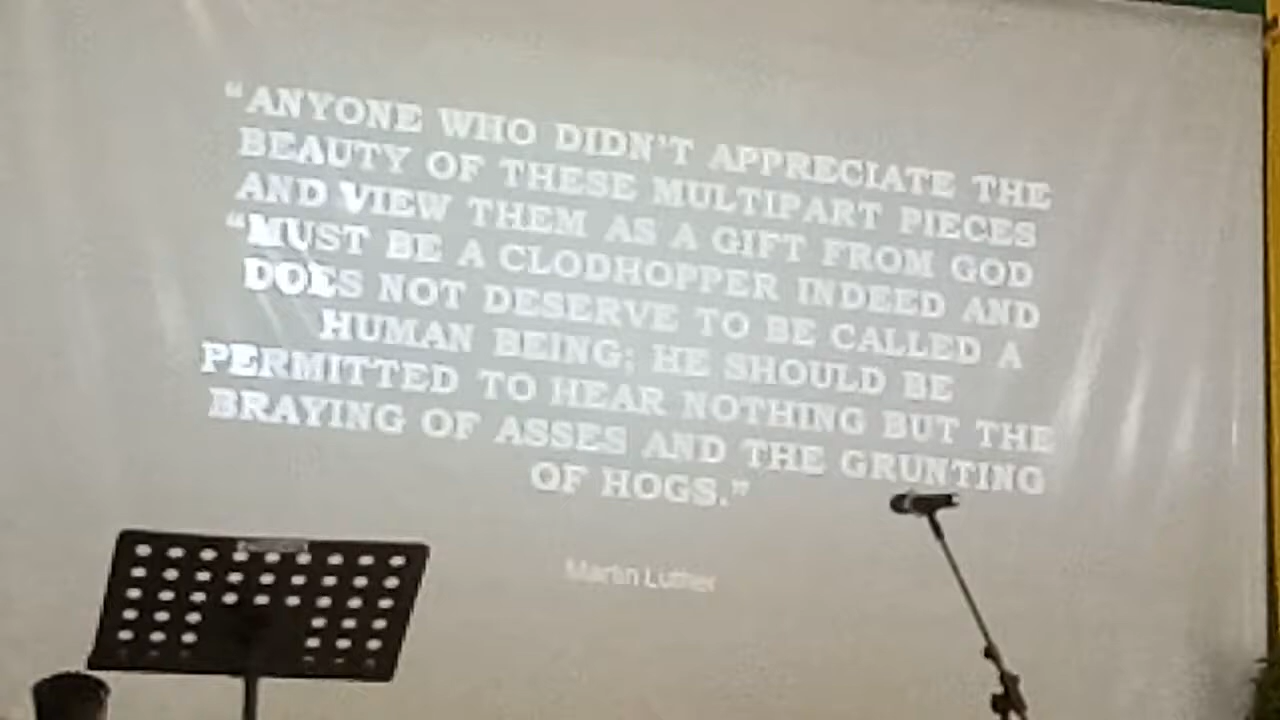 “ANYONE WHO DIDN’T APPRECIATE THE
BEAUTY OF THESE MULTIPART PIECES
AND VIEW THEM AS A GIFT FROM GOD
“MUST BE A CLODHOPPER INDEED AND
DOES NOT DESERVE TO BE CALLED A
HUMAN BEING; HE SHOULD BE
PERMITTED TO HEAR NOTHING BUT THE
BRAYING OF ASSES AND THE GRUNTING
OF HOGS.”
Martin Luther